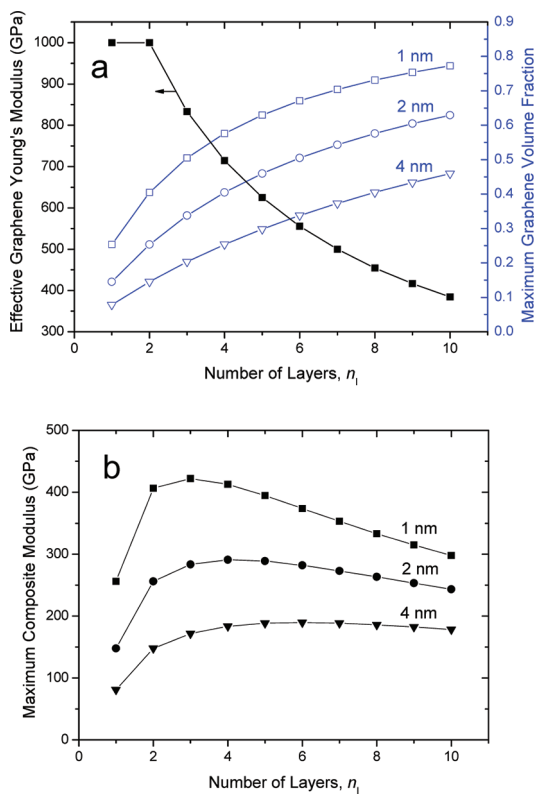 Effective Graphene Young's Modulus (GPa)
1000
900
800
700
600
500
400
300
a
1 nm
2 nm
4 nm
0.9
0.8
0.7
0.6
0.5
0.4
0.3
0.2
0.1
0.0
Maximum Graphene Volume Fraction
0 2 4 6 8 10
Number of Layers, nl
Maximum Composite Modulus (GPa)
500
400
300
200
100
0
b
1 nm
2 nm
4 nm
0 2 4 6 8 10
Number of Layers, nl